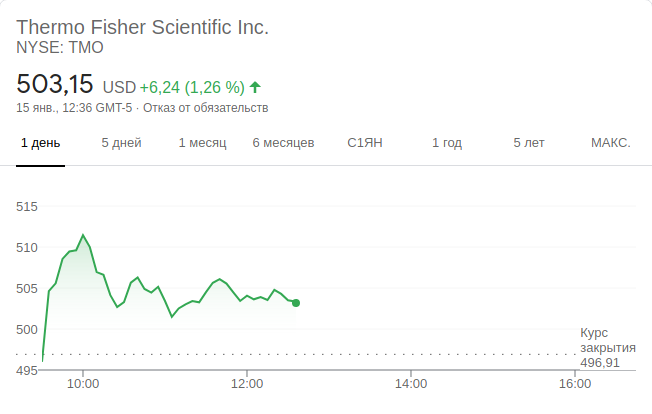 Thermo Fisher Scientific Inc.
NYSE: TMO
503,15 USD +6,24 (1,26 %)
15 янв., 12:36 GMT-5 · Отказ от обязательств
1 день 5 дней 1 месяц 6 месяцев С1ЯН 1 год 5 лет МАКС.
515
510
505
500
Курс
закрытия
496,91
495
10:00 12:00 14:00 16:00